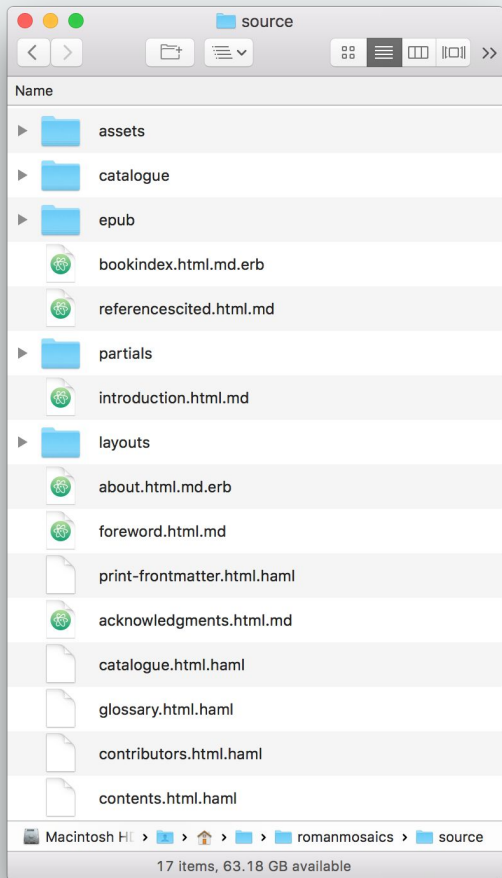 source
Name
assets
catalogue
epub
bookindex.html.md.erb
referencescited.html.md
partials
introduction.html.md
layouts
about.html.md.erb
foreword.html.md
print-frontmatter.html.haml
acknowledgments.html.md
catalogue.html.haml
glossary.html.haml
contributors.html.haml
contents.html.haml
Macintosh H romanmosaics source
17 items, 63.18 GB available